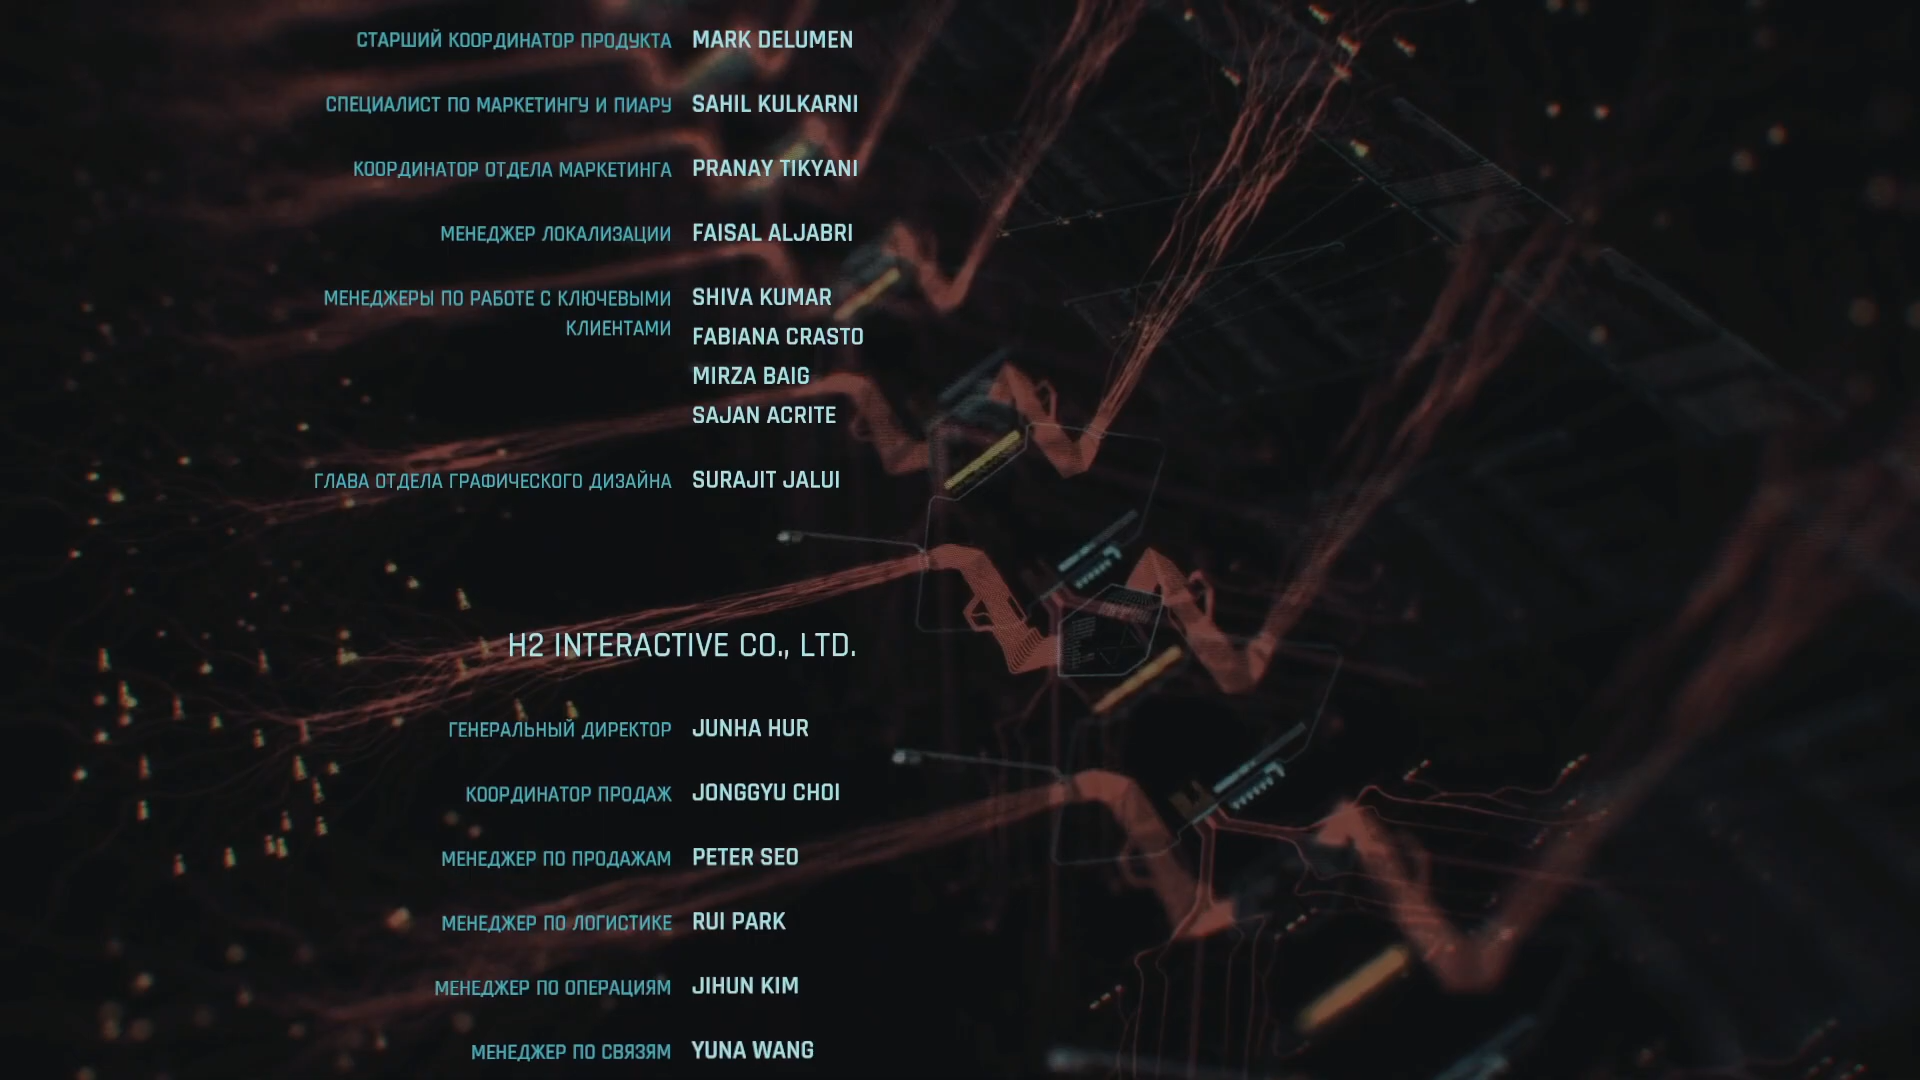 СТАРШИЙ КООРДИНАТОР ПРОДУКТА MARK DELUMEN
СПЕЦИАЛИСТ ПО МАРКЕТИНГУ И ПИАРУ SAHIL KULKARNI
КООРДИНАТОР ОТДЕЛА МАРКЕТИНГА PRANAY TIKYANI
МЕНЕДЖЕР ЛОКАЛИЗАЦИИ FAISAL ALJABRI
МЕНЕДЖЕРЫ ПО РАБОТЕ С КЛЮЧЕВЫМИ SHIVA KUMAR
КЛИЕНТАМИ FABIANA CRASTO
MIRZA BAIG
SAJAN ACRITE
ГЛАВА ОТДЕЛА ГРАФИЧЕСКОГО ДИЗАЙНА SURAJIT JALUI
H2 INTERACTIVE CO., LTD.
ГЕНЕРАЛЬНЫЙ ДИРЕКТОР JUNHA HUR
КООРДИНАТОР ПРОДАЖ JONGGYU CHOI
МЕНЕДЖЕР ПО ПРОДАЖАМ PETER SEO
МЕНЕДЖЕР ПО ЛОГИСТИКЕ RUI PARK
МЕНЕДЖЕР ПО ОПЕРАЦИЯМ JIHUN KIM
МЕНЕДЖЕР ПО СВЯЗЯМ YUNA WANG